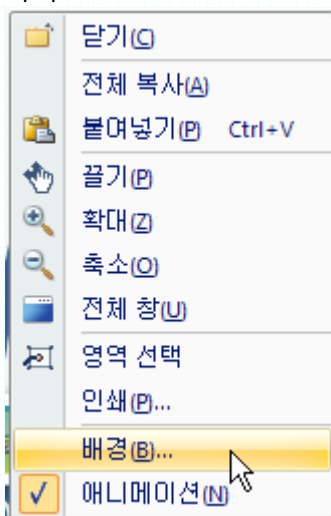 닫기(C)
전체 복사(A)
붙여넣기(P) Ctrl+V
끌기(P)
확대(Z)
축소(O)
전체 창(U)
영역 선택
인쇄(P)...
배경(B)...
애니메이션(N)